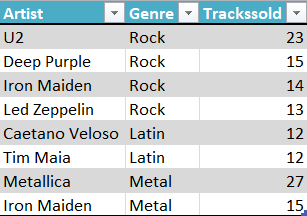 Artist Genre Trackssold
U2 Rock 23
Deep Purple Rock 15
Iron Maiden Rock 14
Led Zeppelin Rock 13
Caetano Veloso Latin 12
Tim Maia Latin 12
Metallica Metal 27
Iron Maiden Metal 15